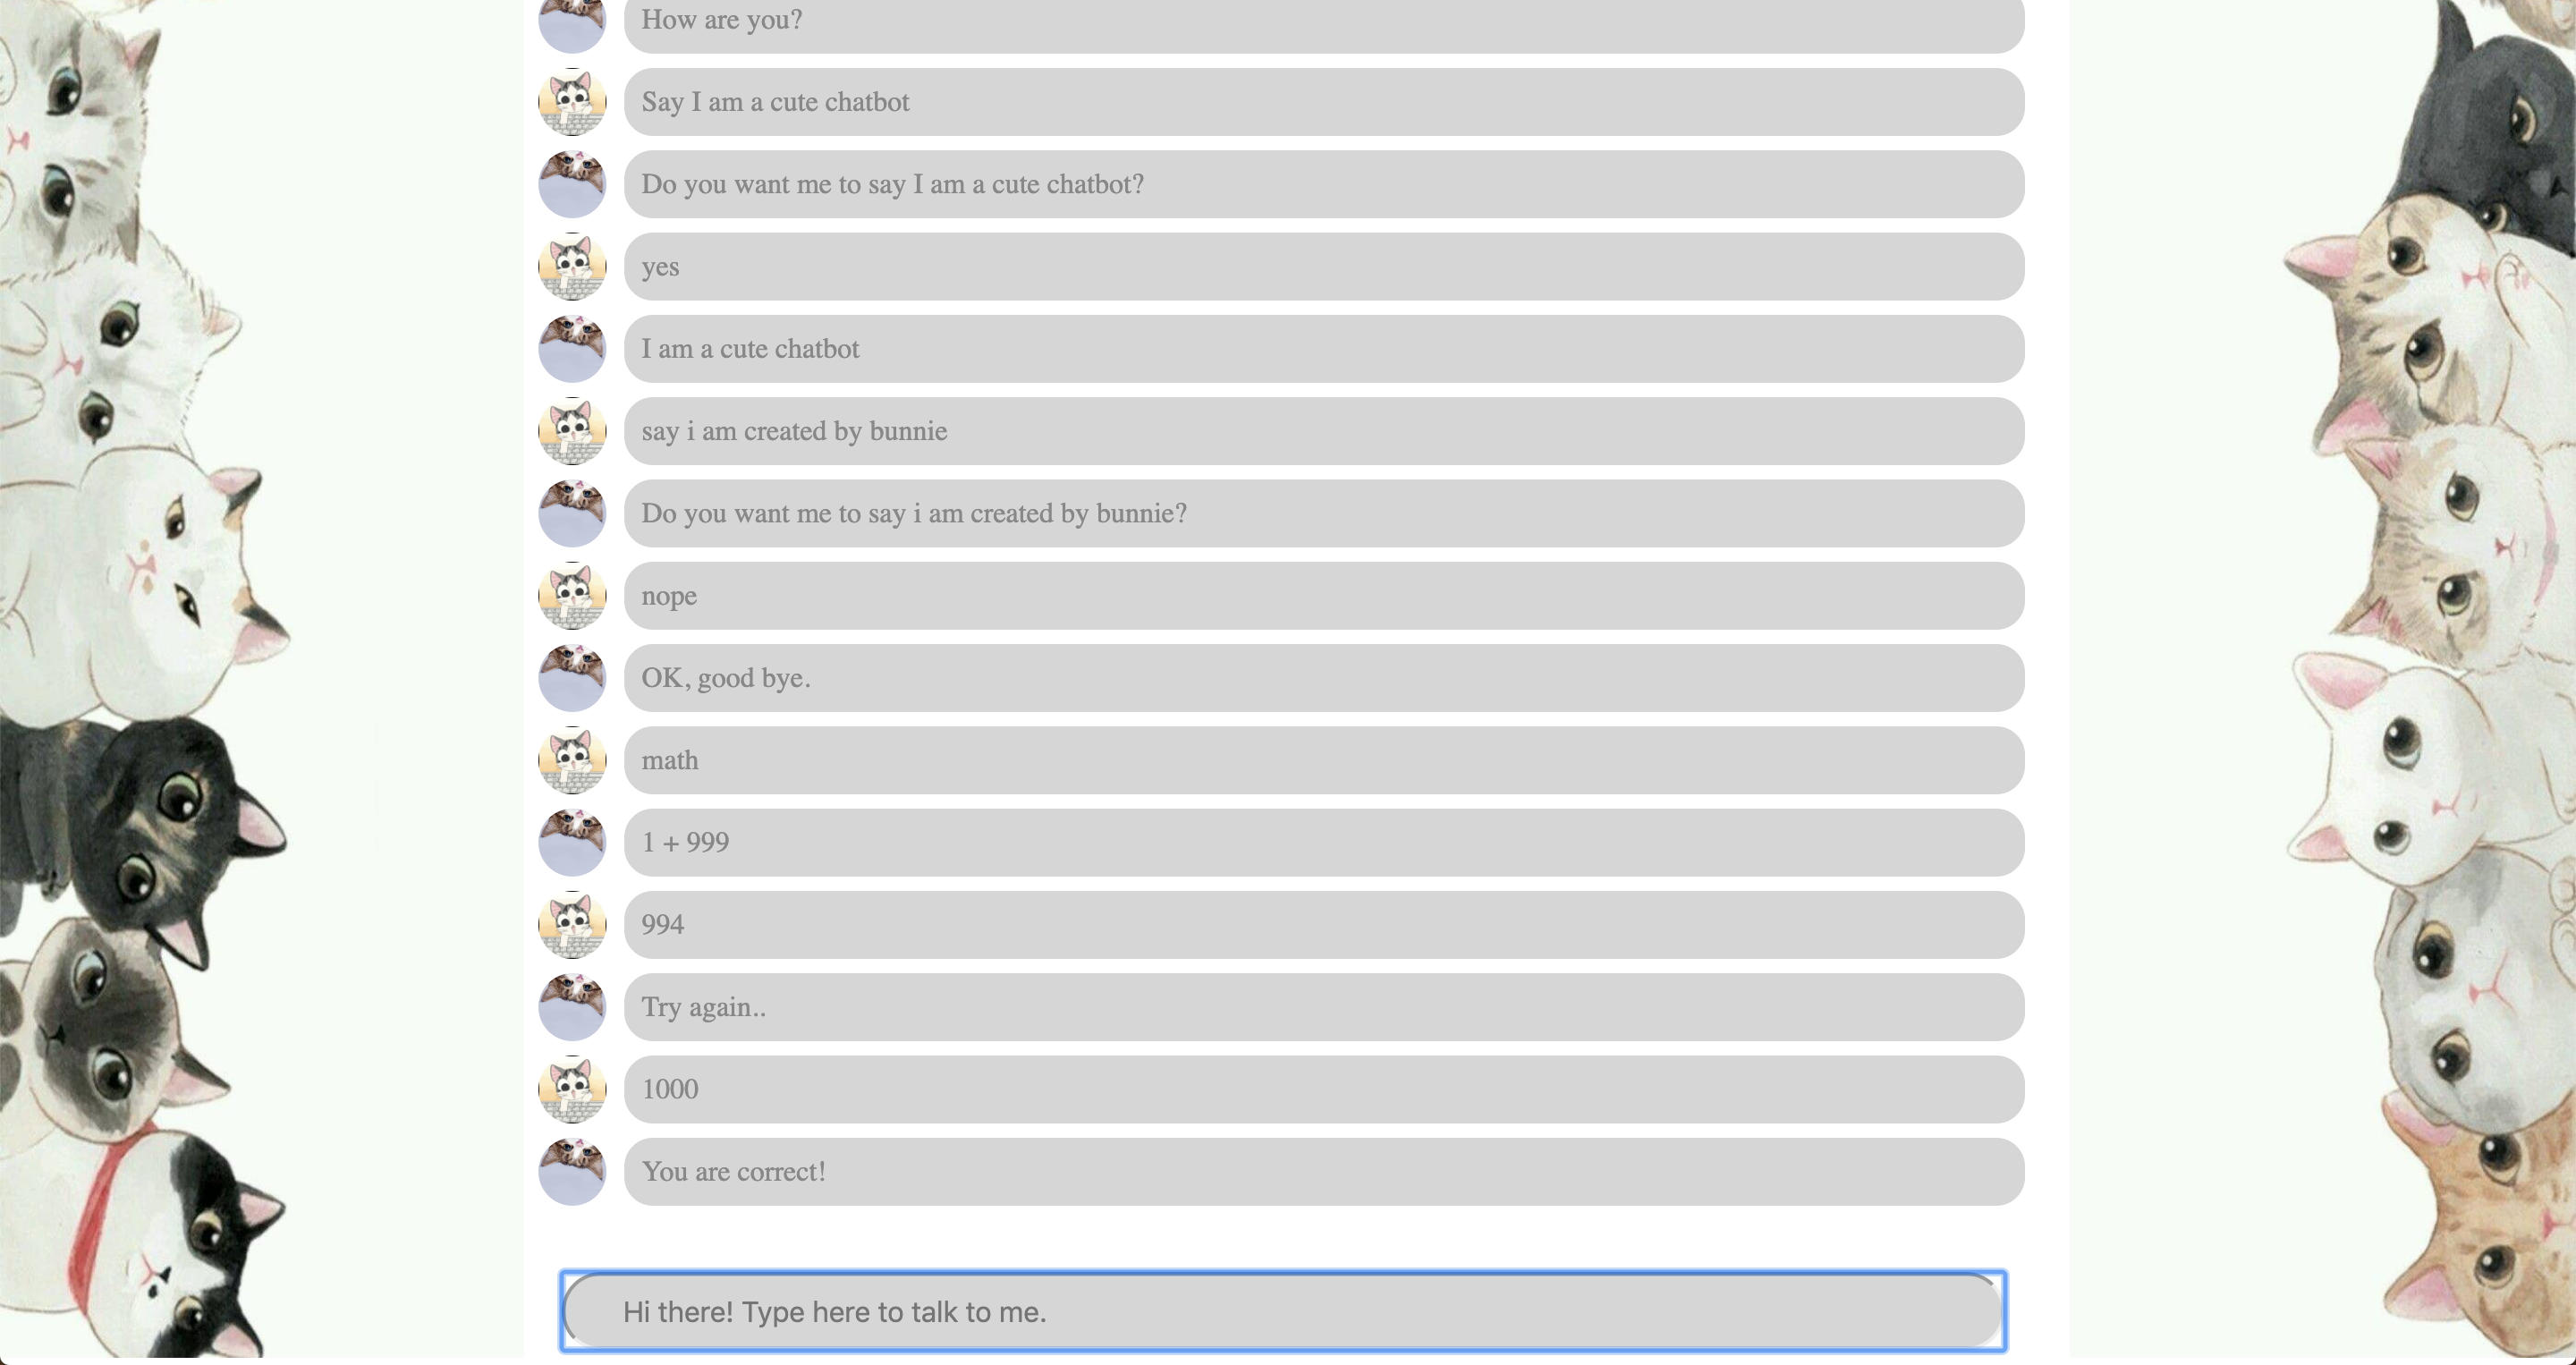 How are you?
Say I am a cute chatbot
Do you want me to say I am a cute chatbot?
yes
I am a cute chatbot
say i am created by bunnie
Do you want me to say i am created by bunnie?
nope
OK, good bye.
math
1 + 999
994
Try again..
1000
You are correct!
Hi there! Type here to talk to me.